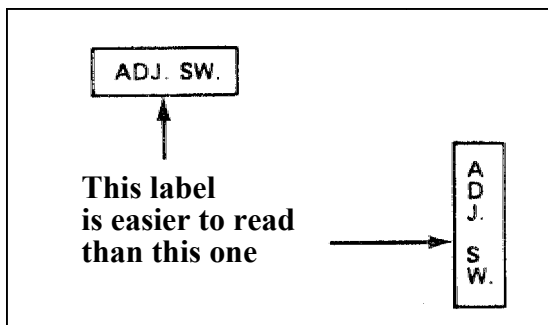 ADJ. SW.
This label
is easier to read
than this one
A
D
J.
S
W.